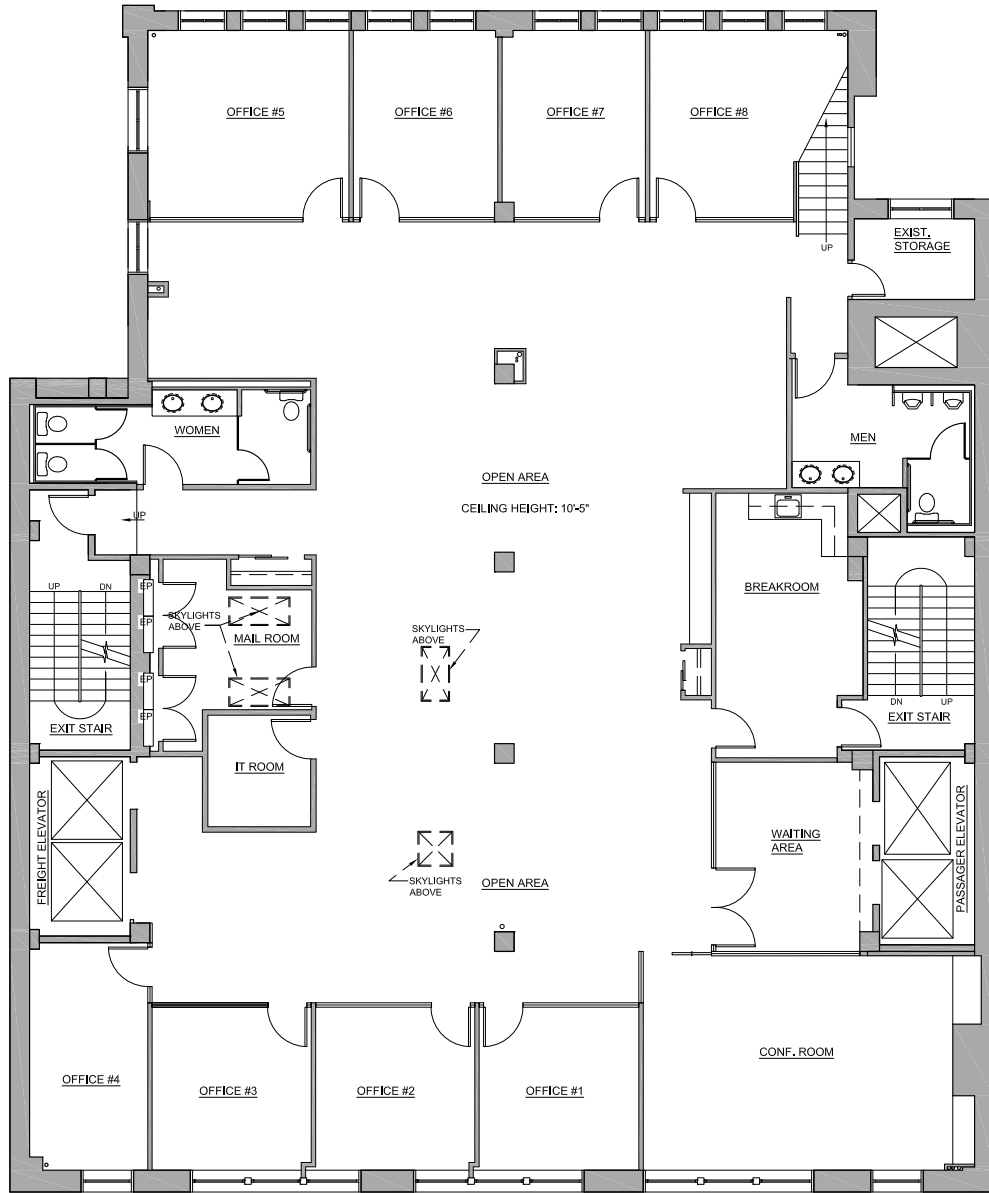 OFFICE #5
OFFICE #6
OFFICE #7
OFFICE #8
UP
EXIST.
STORAGE
WOMEN
MEN
OPEN AREA
CEILING HEIGHT: 10'-5"
UP
UP
DN
EP
EP
EP
EP
SKYLIGHTS
ABOVE
MAIL ROOM
SKYLIGHTS
ABOVE
BREAKROOM
DN
UP
EXIT STAIR
EXIT STAIR
IT ROOM
FREIGHT ELEVATOR
WAITING
AREA
PASSAGER ELEVATOR
SKYLIGHTS
ABOVE
OPEN AREA
CONF. ROOM
OFFICE #4
OFFICE #3
OFFICE #2
OFFICE #1